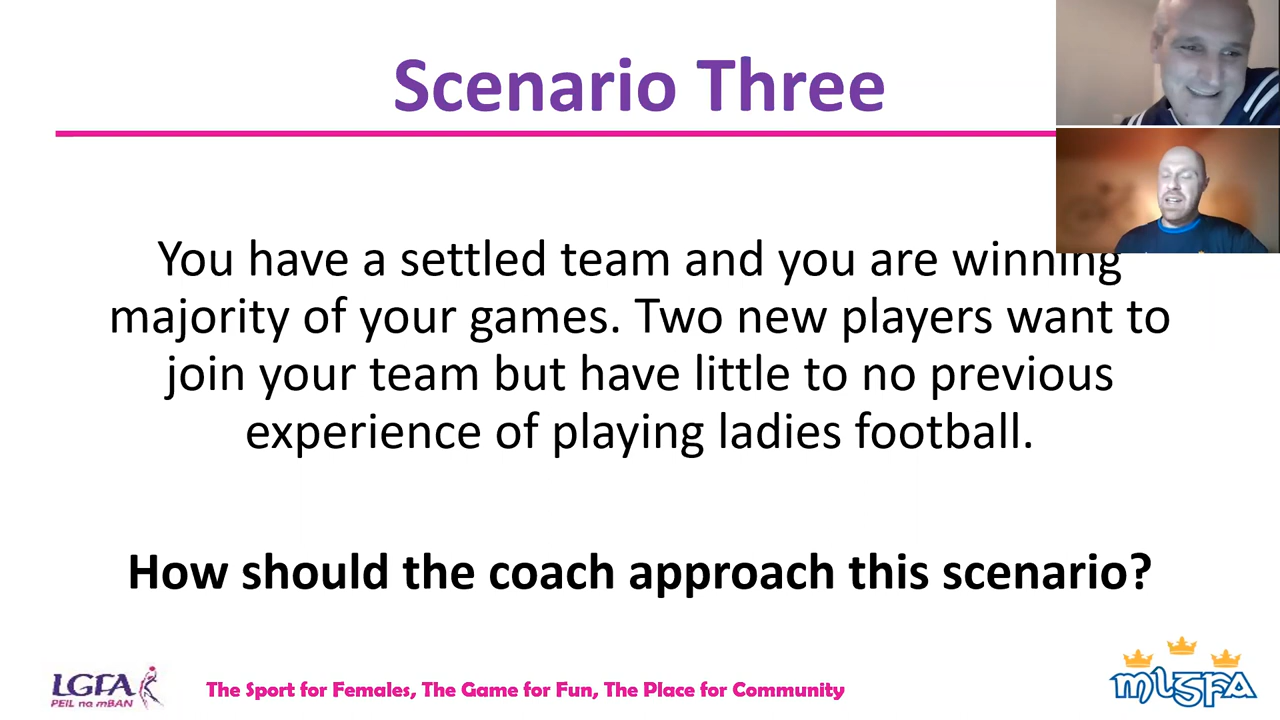 Scenario Three
You have a settled team and you are winning
majority of your games. Two new players want to
join your team but have little to no previous
experience of playing ladies football.
How should the coach approach this scenario?
LGFA
PEIL na mBAN
The Sport for Females, The Game for Fun, The Place for Community
MLGFA